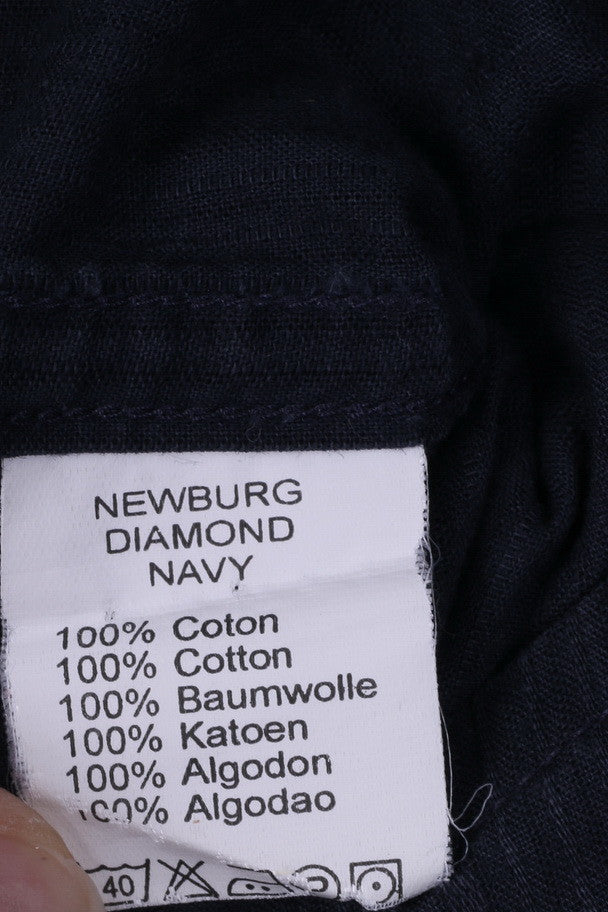 NEWBURG
DIAMOND
NAVY
100% Coton
100% Cotton
100% Baumwolle
100% Katoen
100% Algodon
100% Algodao
40 P